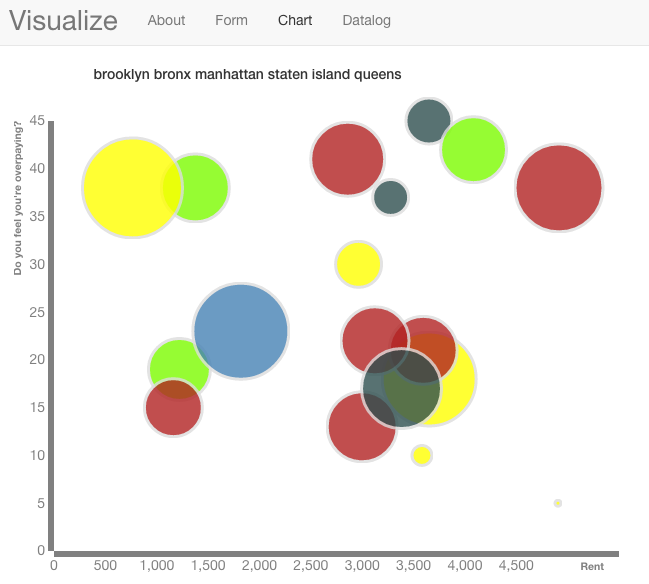 Visualize About Form Chart Datalog
brooklyn bronx manhattan staten island queens
Do you feel you're overpaying?
45
40
35
30
25
20
15
10
5
0
0 500 1,000 1,500 2,000 2,500 3,000 3,500 4,000 4,500 Rent